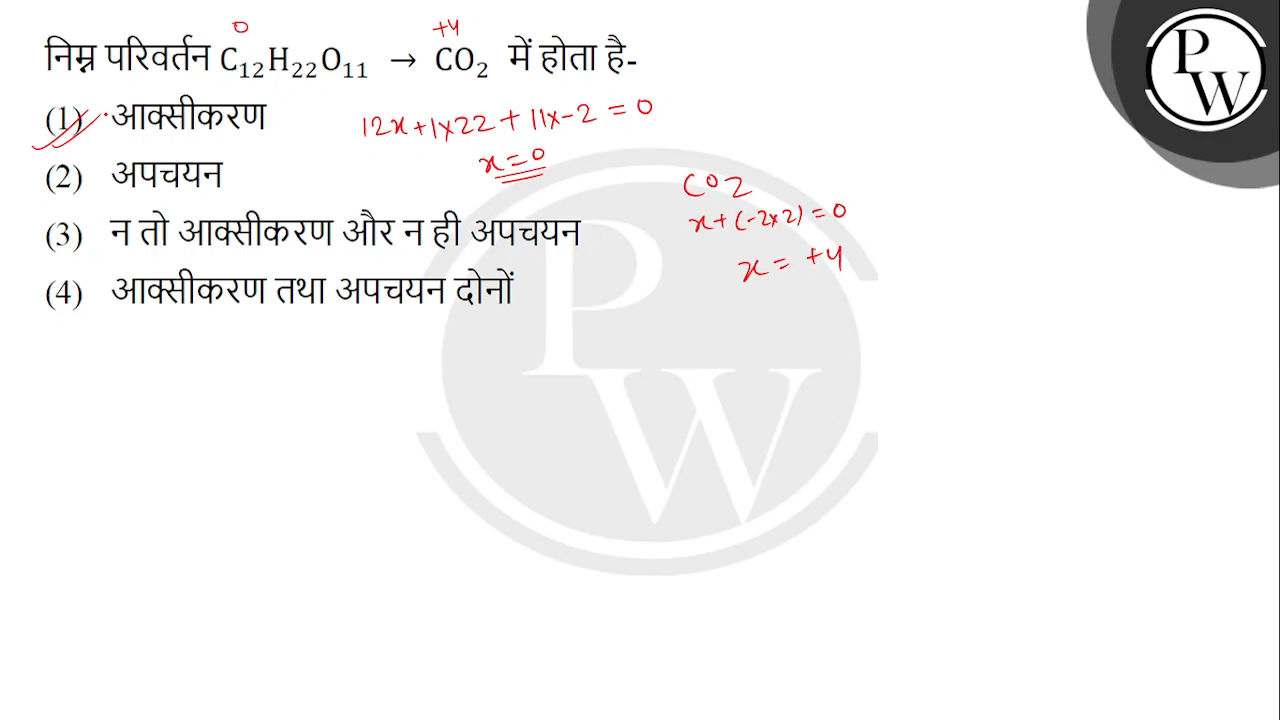 0 +4
निम्न परिवर्तन C₁₂H₂₂O₁₁ → CO₂ में होता है-
(1) आक्सीकरण
12x+1x22+11x-2=0
x=0
(2) अपचयन
CO2
x+(-2x2)=0
(3) न तो आक्सीकरण और न ही अपचयन
x=+4
(4) आक्सीकरण तथा अपचयन दोनों
P
W
P
W